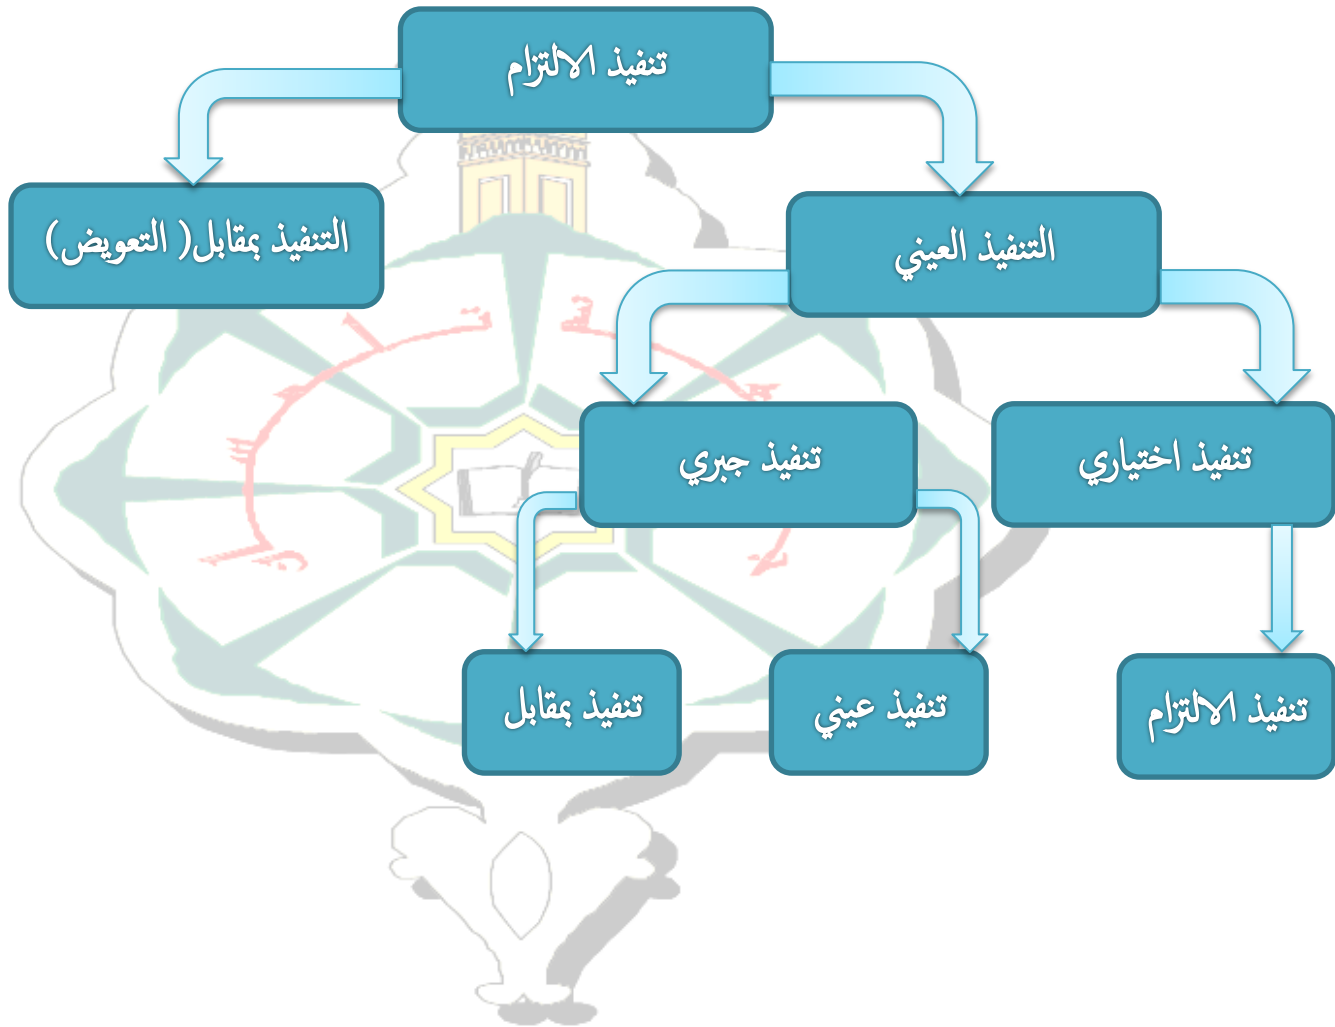 تنفيذ الالتزام
التنفيذ العيني
التنفيذ بمقابل( التعويض)
تنفيذ اختياري
تنفيذ جبري
تنفيذ الالتزام
تنفيذ عيني
تنفيذ بمقابل